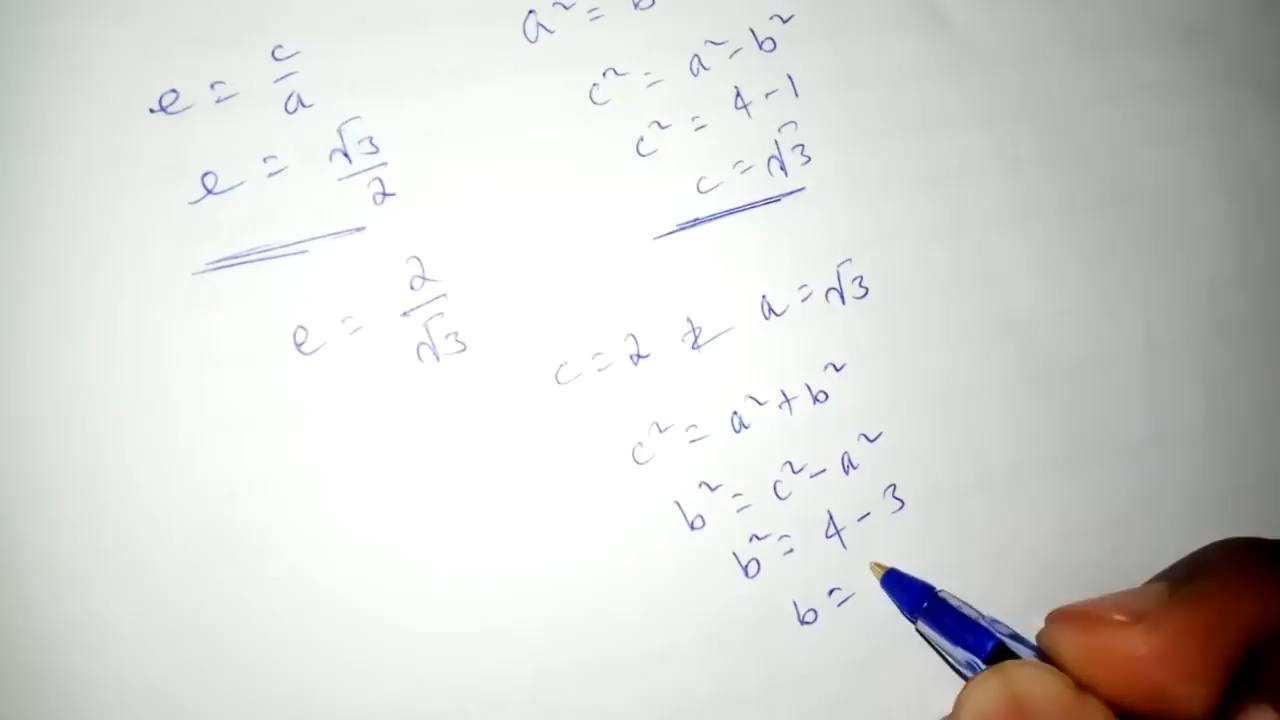 a² = b
e = c/a
c² = a² - b²
c² = 4 - 1
e = √3/2
c = √3
e = 2/√3
c = 2 & a = √3
c² = a² + b²
b² = c² - a²
b² = 4 - 3
b =